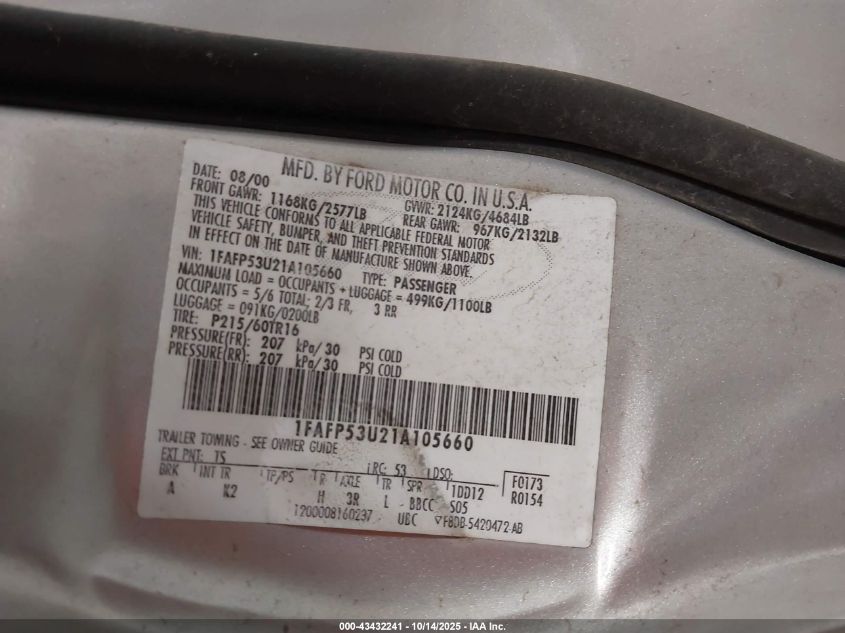 MFD. BY FORD MOTOR CO. IN U.S.A.
DATE: 08/00 GVWR: 2124KG/4684LB
FRONT GAWR: 1168KG/2577LB REAR GAWR: 967KG/2132LB
THIS VEHICLE CONFORMS TO ALL APPLICABLE FEDERAL MOTOR
VEHICLE SAFETY, BUMPER, AND THEFT PREVENTION STANDARDS
IN EFFECT ON THE DATE OF MANUFACTURE SHOWN ABOVE.
VIN: 1FAFP53U21A105660 TYPE: PASSENGER
MAXIMUM LOAD = OCCUPANTS + LUGGAGE = 499KG/1100LB
OCCUPANTS = 5/6 TOTAL; 2/3 FR, 3 RR
LUGGAGE = 091KG/0200LB
TIRE: P215/60TR16
PRESSURE(FR): 207 kPa/30 PSI COLD
PRESSURE(RR): 207 kPa/30 PSI COLD
1FAFP53U21A105660
TRAILER TOWING - SEE OWNER GUIDE
EXT PNT: TS RC: 53 DSO: F0173
BRK INT TR TP/PS R AXLE TR SPR 1DD12 R0154
A K2 H 3R L BBCC S05
1200008160237 UBC ▽F8DB-5420472-AB
000-43432241 - 10/14/2025 - IAA Inc.